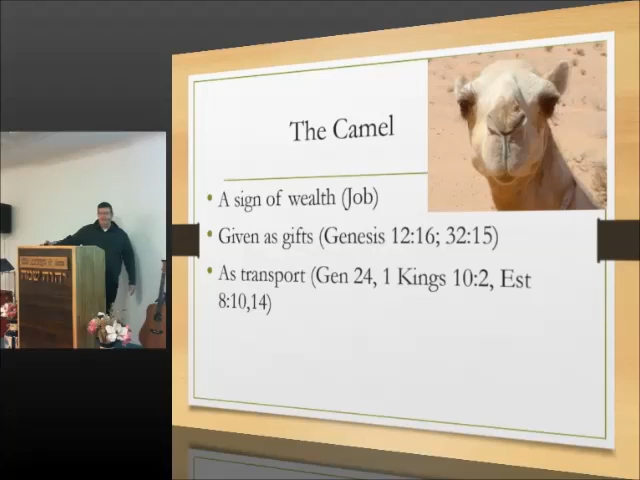 The Camel
A sign of wealth (Job)
Given as gifts (Genesis 12:16; 32:15)
As transport (Gen 24, 1 Kings 10:2, Est
8:10,14)